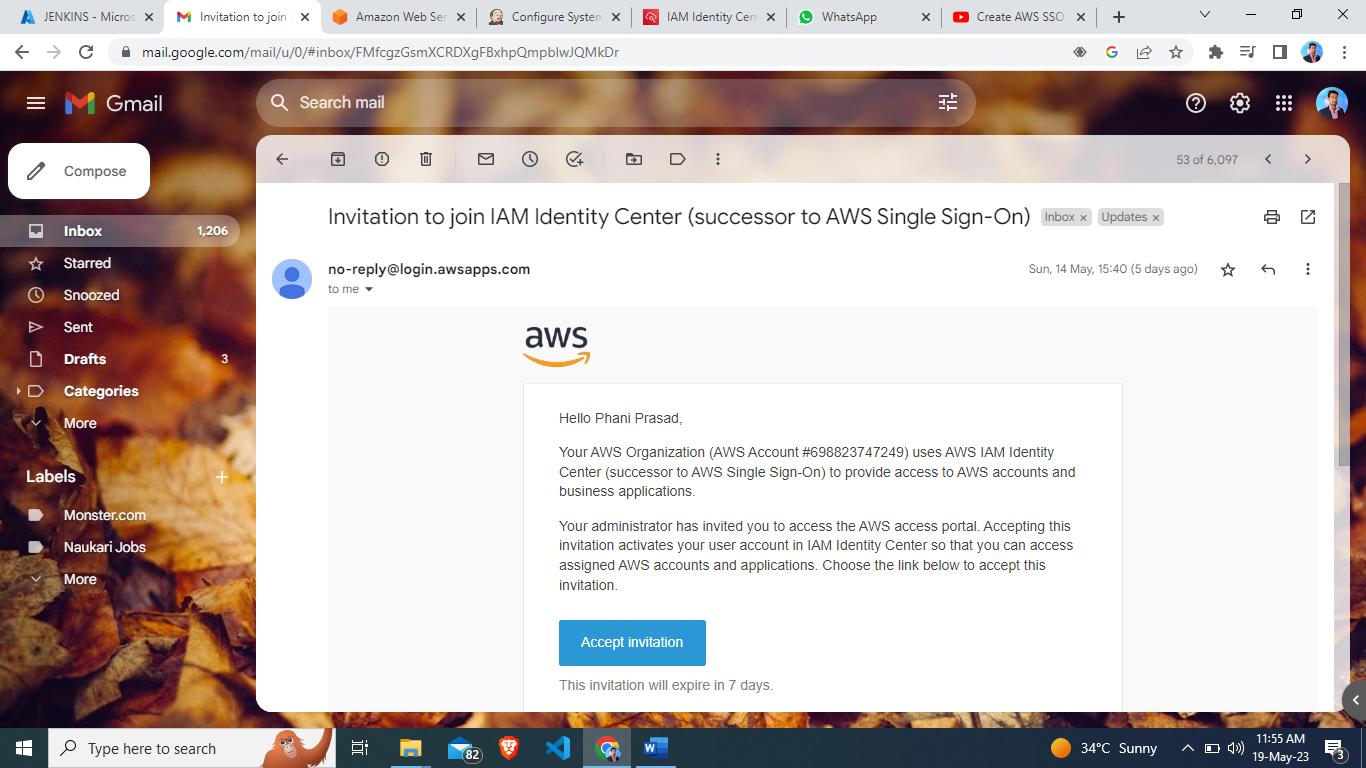 JENKINS - Micros
Invitation to join
Amazon Web Ser
Configure System
IAM Identity Cen
WhatsApp
Create AWS SSO
mail.google.com/mail/u/0/#inbox/FMfcgzGsmXCRDXgFBxhpQmpblwJQMkDr
Gmail
Search mail
Compose
53 of 6,097
Inbox 1,206
Starred
Snoozed
Sent
Drafts 3
Categories
More
Labels
Monster.com
Naukari Jobs
More
Invitation to join IAM Identity Center (successor to AWS Single Sign-On) Inbox × Updates ×
no-reply@login.awsapps.com Sun, 14 May, 15:40 (5 days ago)
to me
aws
Hello Phani Prasad,
Your AWS Organization (AWS Account #698823747249) uses AWS IAM Identity
Center (successor to AWS Single Sign-On) to provide access to AWS accounts and
business applications.
Your administrator has invited you to access the AWS access portal. Accepting this
invitation activates your user account in IAM Identity Center so that you can access
assigned AWS accounts and applications. Choose the link below to accept this
invitation.
Accept invitation
This invitation will expire in 7 days.
Type here to search
82
34°C Sunny
11:55 AM
19-May-23
3